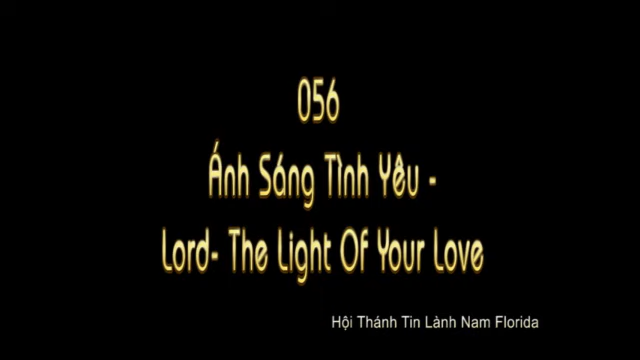 056
Ánh Sáng Tình Yêu -
Lord- The Light Of Your Love
Hội Thánh Tin Lành Nam Florida